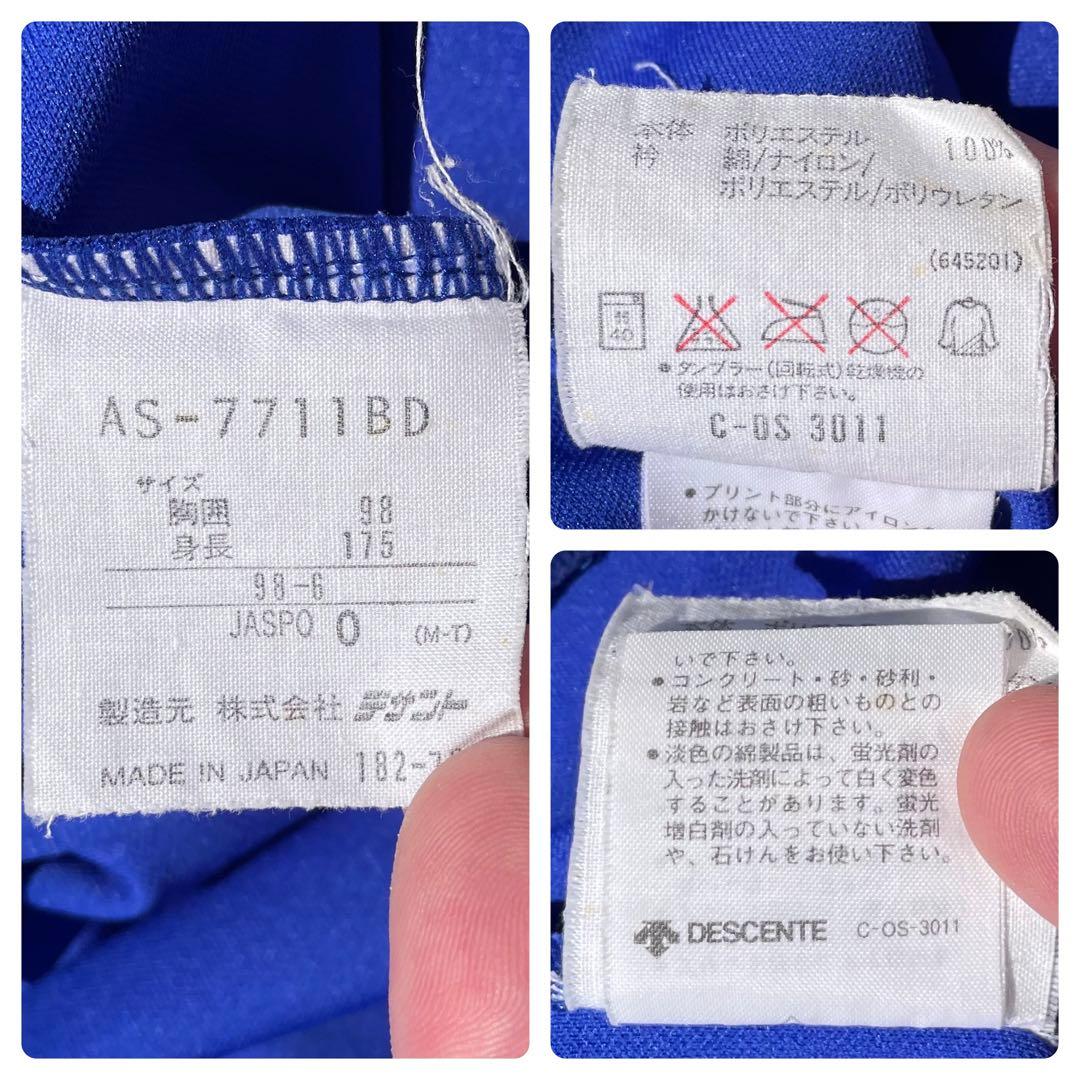 AS-7711BD
サイズ
胸囲 98
身長 175
98-6
JASPO O (M-T)
製造元 株式会社 デサント
MADE IN JAPAN 182-
本体 ポリエステル 100%
衿 綿/ナイロン/
ポリエステル/ポリウレタン
(645201)
40
●タンブラー(回転式)乾燥機の
使用はおさけ下さい。
C-OS 3011
●プリント部分にアイロンを
かけないで下さい
いで下さい。
●コンクリート・砂・砂利・
岩など表面の粗いものとの
接触はおさけ下さい。
●淡色の綿製品は、蛍光剤の
入った洗剤によって白く変色
することがあります。蛍光
増白剤の入っていない洗剤
や、石けんをお使い下さい。
DESCENTE C-OS-3011